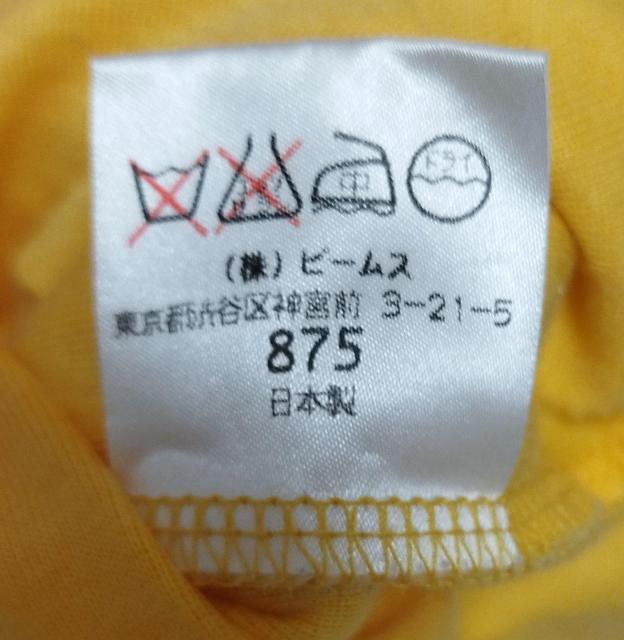 中 ドライ
(株)ビームス
東京都渋谷区神宮前 3-21-5
875
日本製